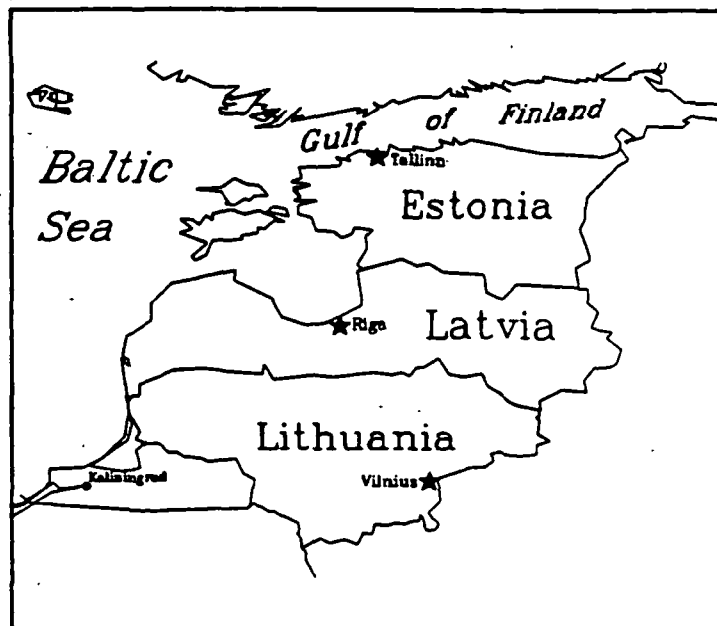 Gulf of Finland
Baltic
Sea
Tallinn
Estonia
Riga
Latvia
Lithuania
Kaliningrad
Vilnius